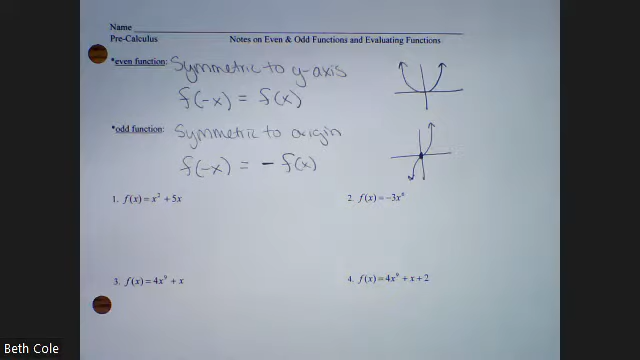 Name
Pre-Calculus Notes on Even & Odd Functions and Evaluating Functions
*even function: Symmetric to y-axis
f(-x) = f(x)
*odd function: Symmetric to origin
f(-x) = - f(x)
1. f(x) = x² + 5x 2. f(x) = -3x⁴
3. f(x) = 4x⁹ + x 4. f(x) = 4x⁹ + x + 2
Beth Cole